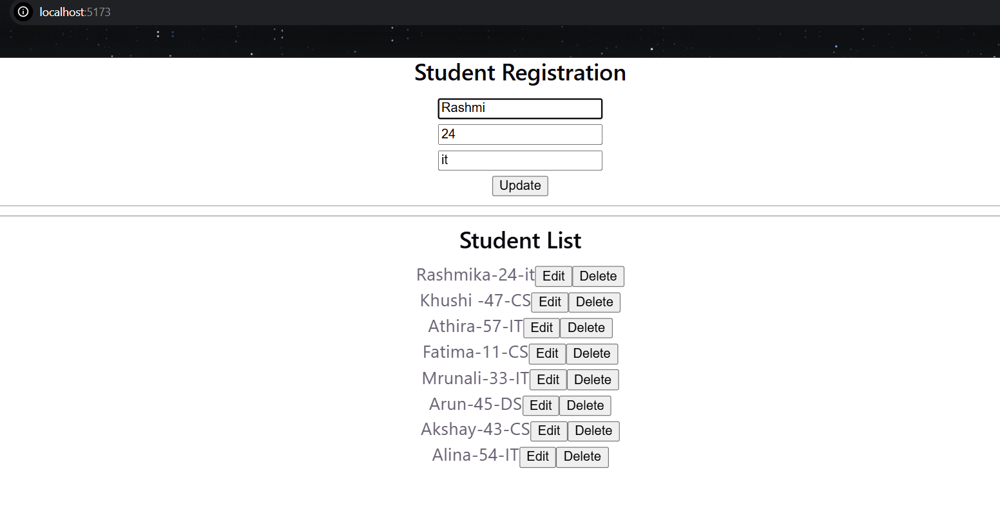 localhost:5173
Student Registration
Rashmi
24
it
Update
Student List
Rashmika-24-it Edit Delete
Khushi -47-CS Edit Delete
Athira-57-IT Edit Delete
Fatima-11-CS Edit Delete
Mrunali-33-IT Edit Delete
Arun-45-DS Edit Delete
Akshay-43-CS Edit Delete
Alina-54-IT Edit Delete